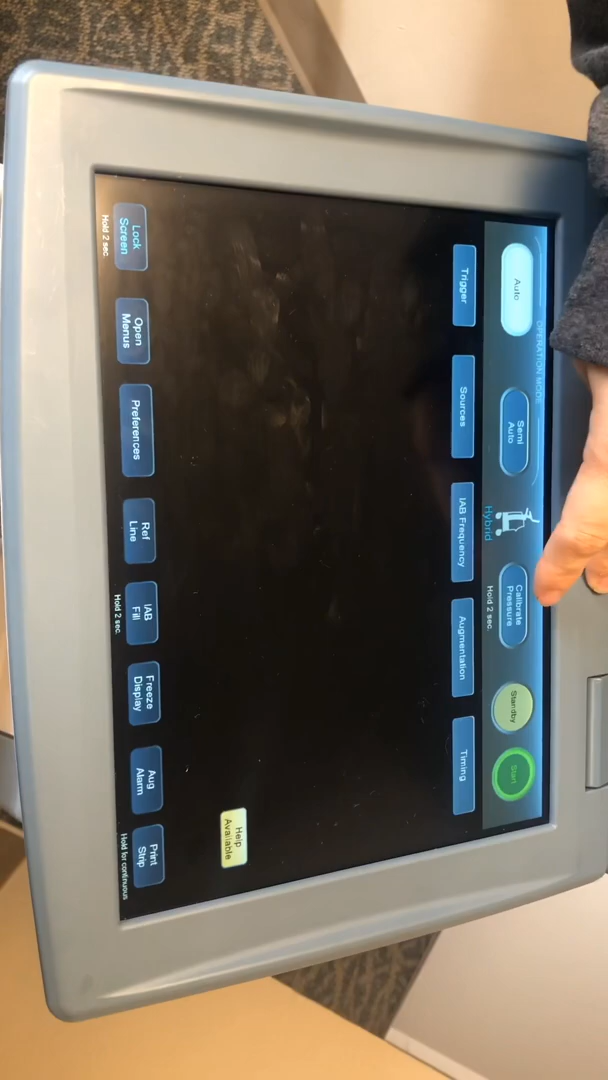 OPERATION MODE
Auto
Semi
Auto
Hybrid
Calibrate
Pressure
Hold 2 sec.
Standby
Start
Trigger
Sources
IAB Frequency
Augmentation
Timing
Help
Available
Lock
Screen
Hold 2 sec.
Open
Menus
Preferences
Ref
Line
IAB
Fill
Hold 2 sec.
Freeze
Display
Aug
Alarm
Print
Strip
Hold for continuous